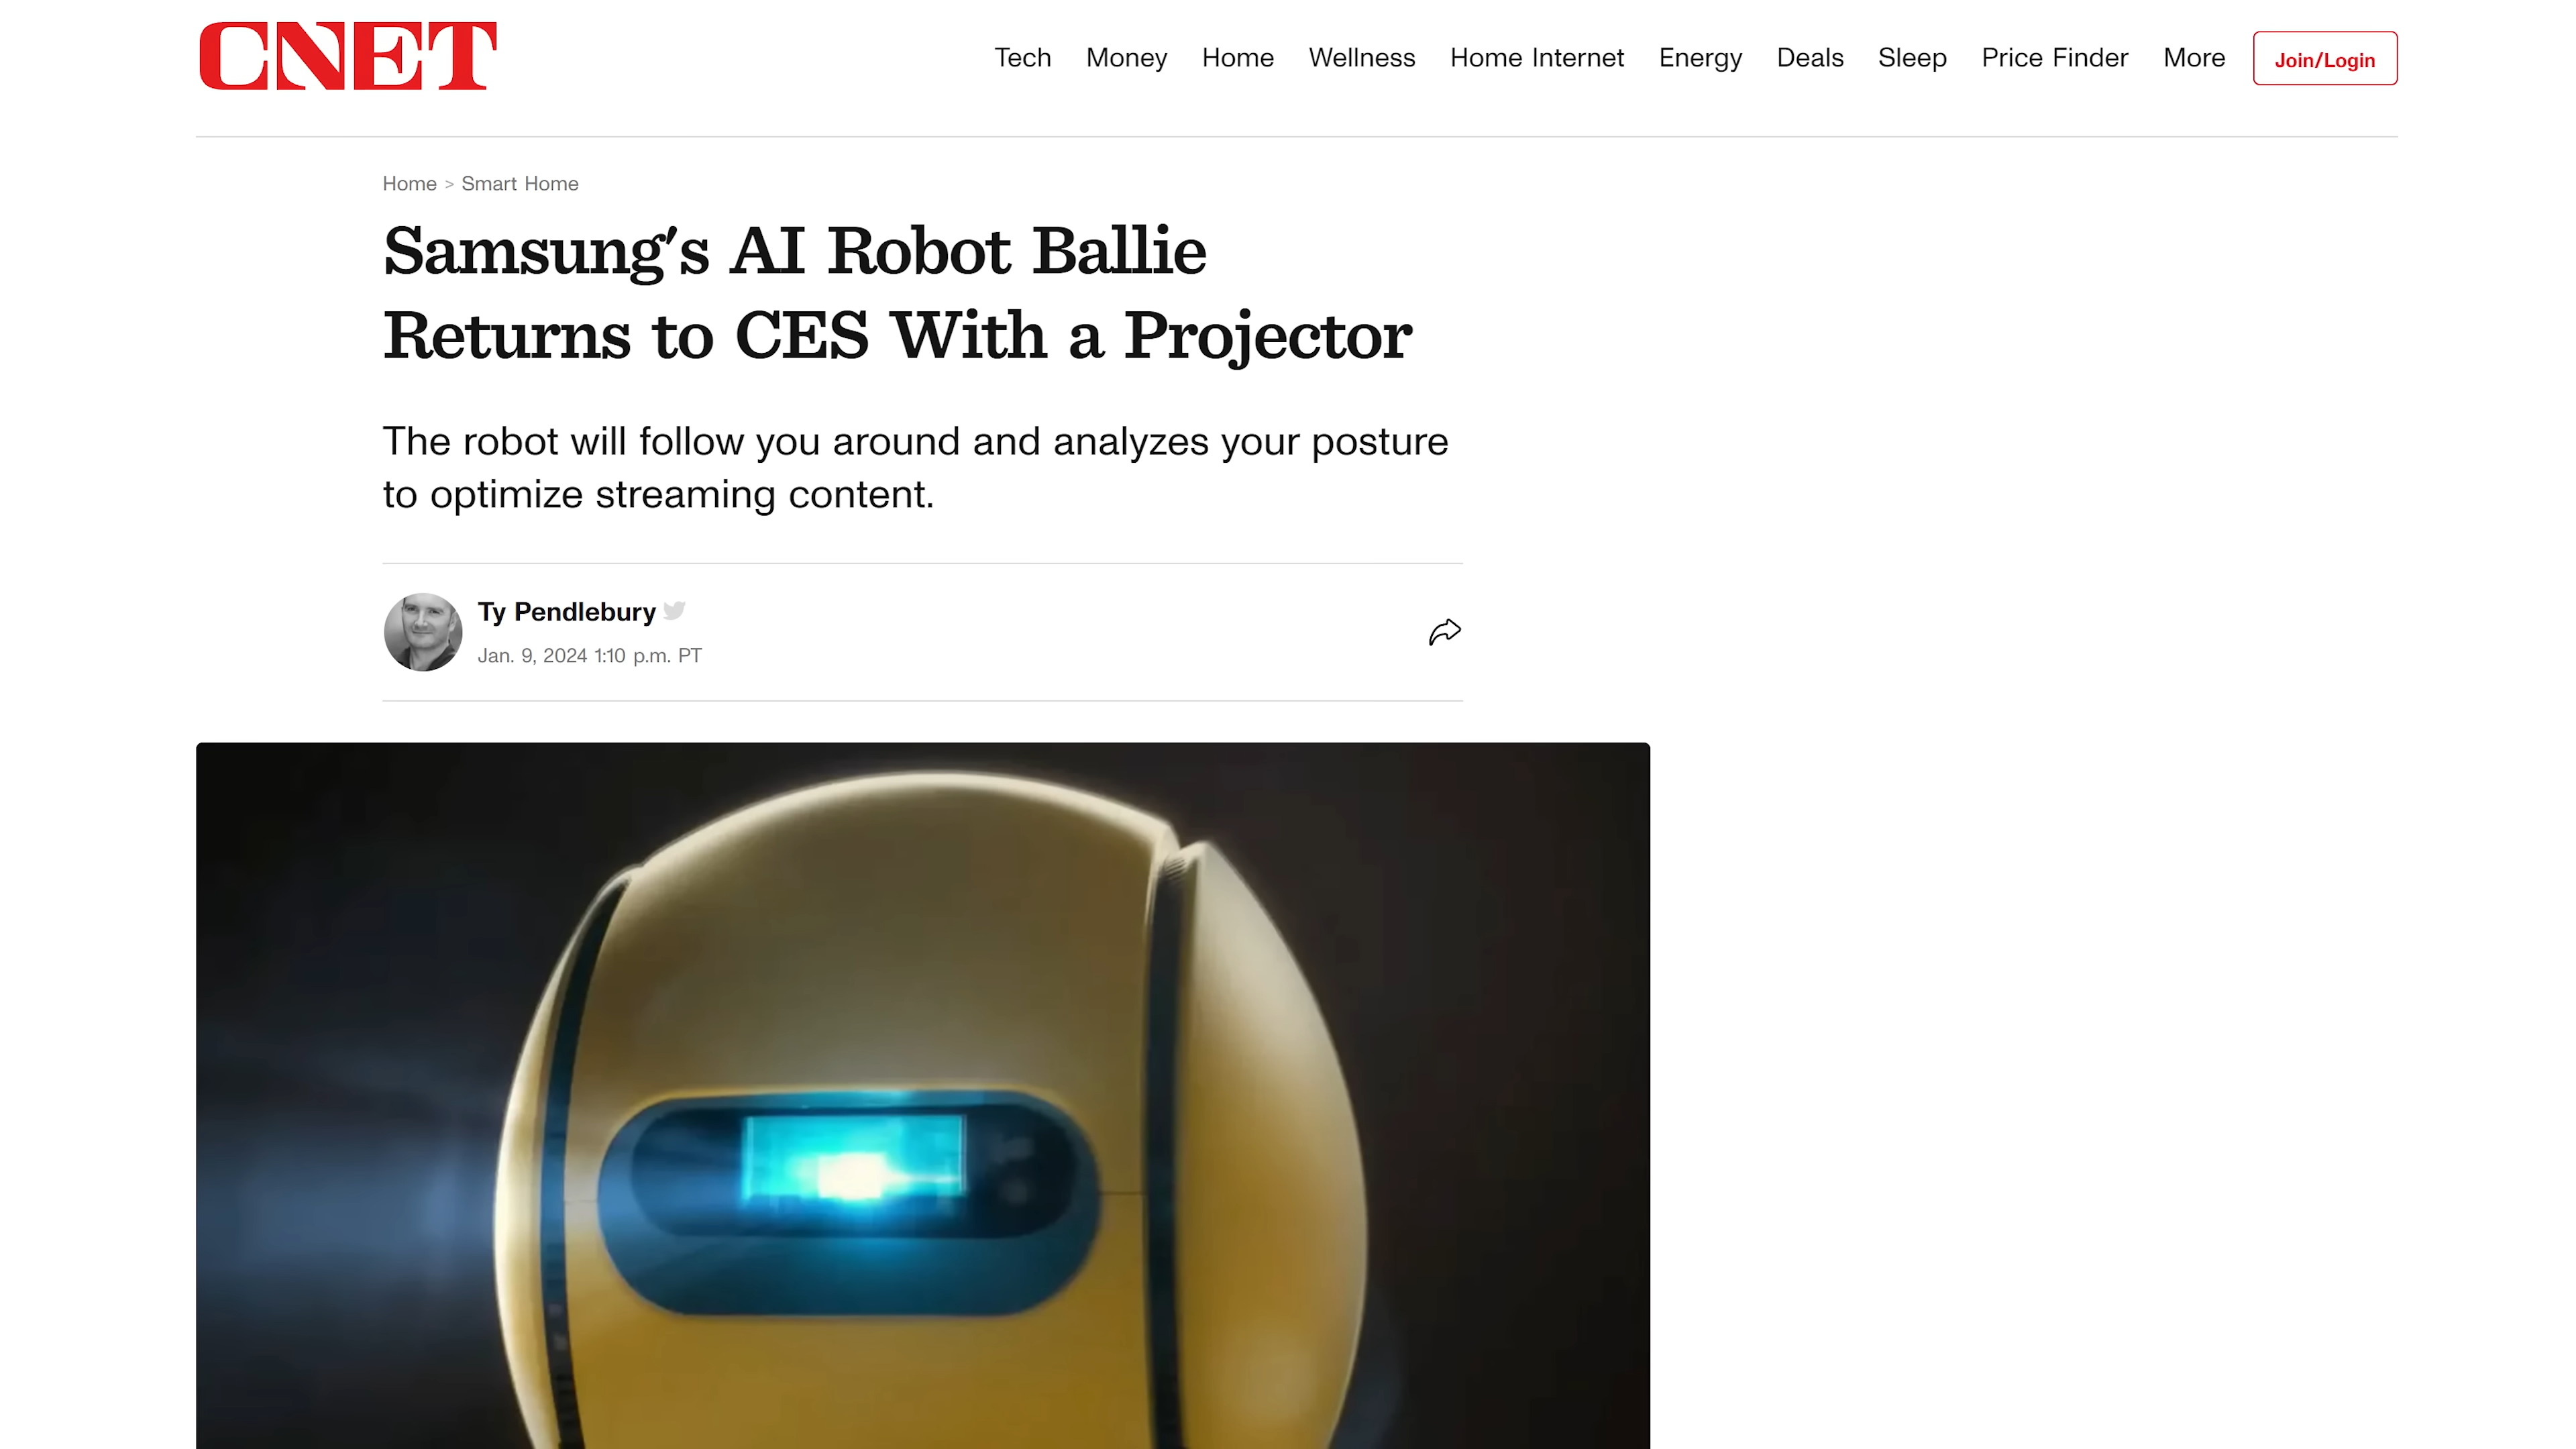 CNET
Tech Money Home Wellness Home Internet Energy Deals Sleep Price Finder More Join/Login
Home > Smart Home
Samsung's AI Robot Ballie
Returns to CES With a Projector
The robot will follow you around and analyzes your posture
to optimize streaming content.
Ty Pendlebury
Jan. 9, 2024 1:10 p.m. PT